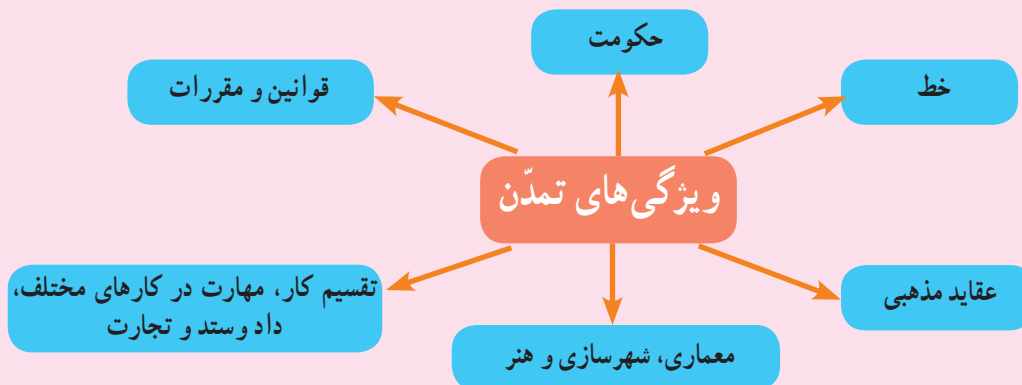 حکومت
خط
قوانین و مقررات
ویژگی‌های تمدّن
عقاید مذهبی
تقسیم کار، مهارت در کارهای مختلف،
داد وستد و تجارت
معماری، شهرسازی و هنر